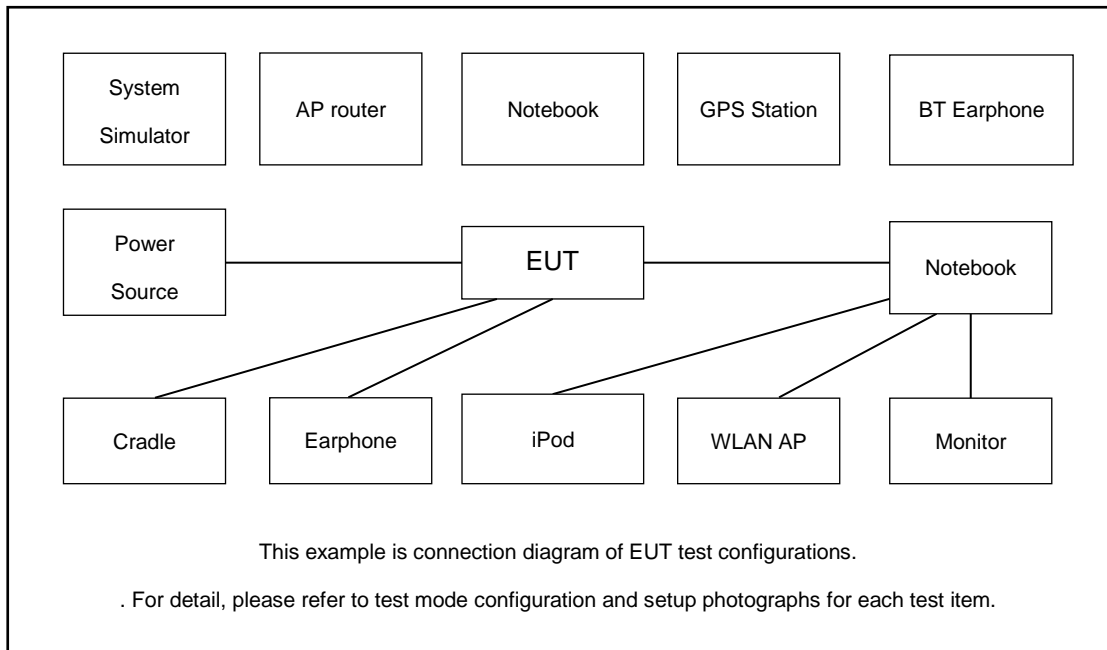 System
Simulator
AP router
Notebook
GPS Station
BT Earphone
Power
Source
EUT
Notebook
Cradle
Earphone
iPod
WLAN AP
Monitor
This example is connection diagram of EUT test configurations.
. For detail, please refer to test mode configuration and setup photographs for each test item.